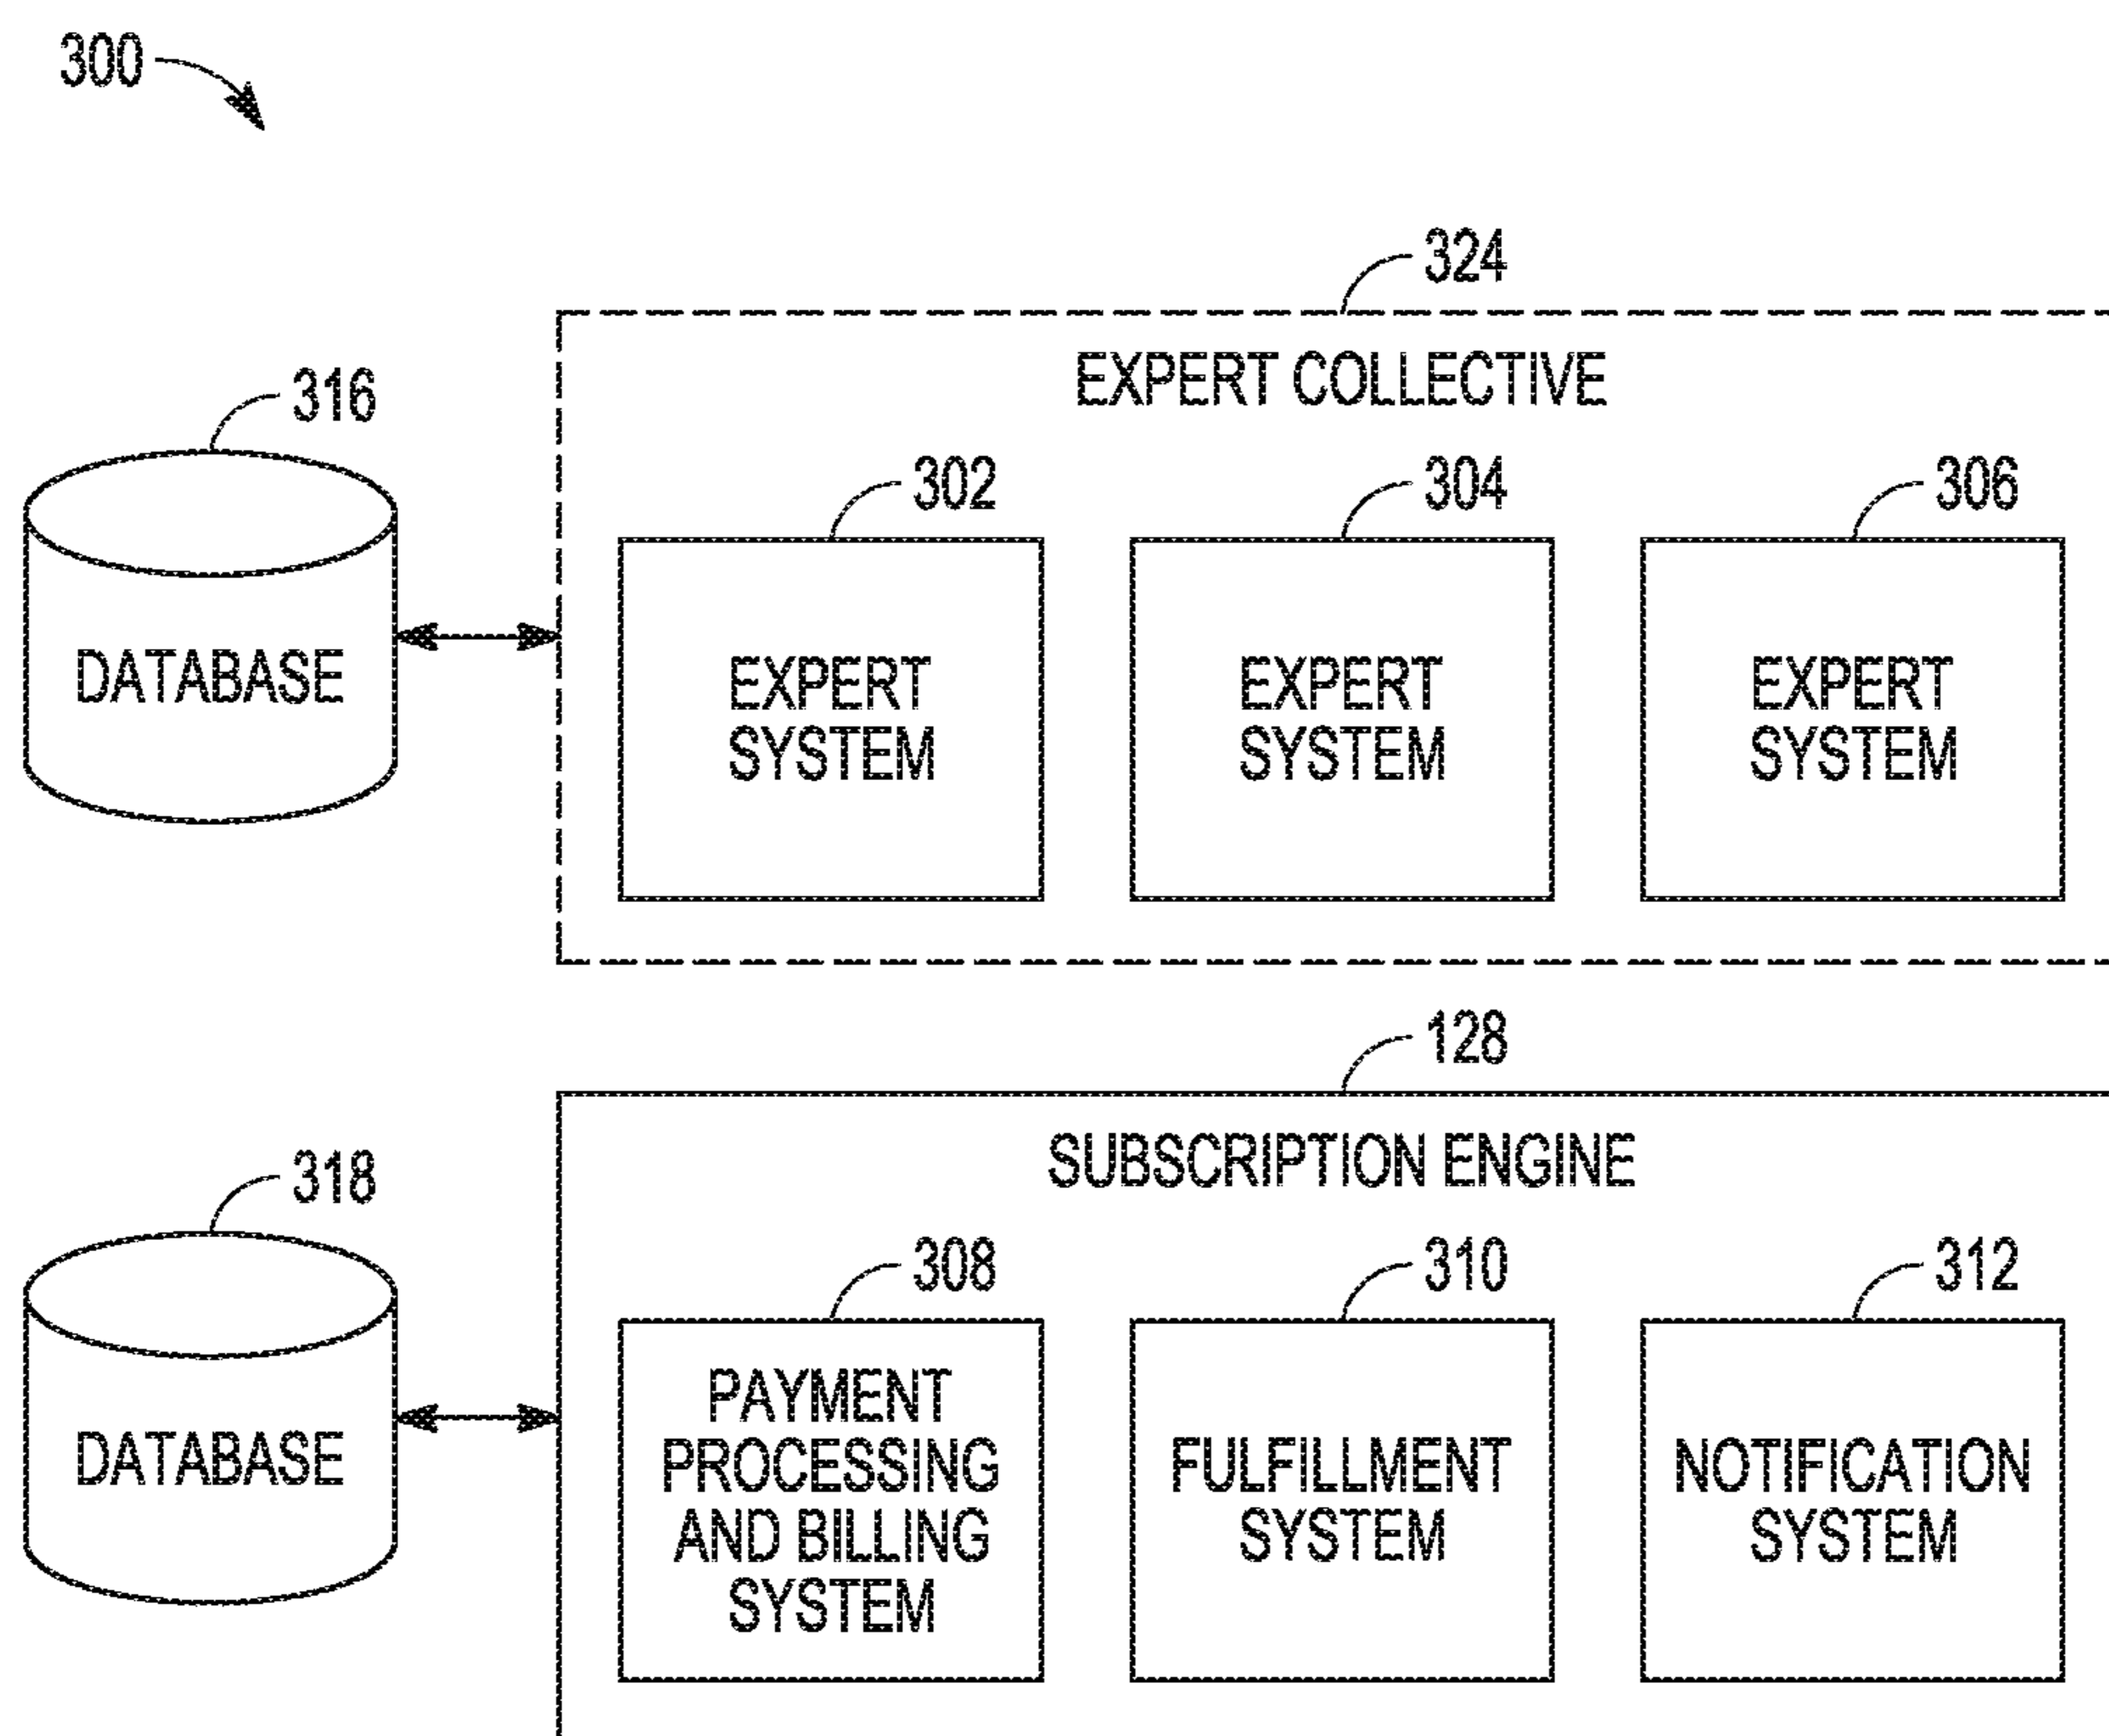 300
324
EXPERT COLLECTIVE
316
302
304
306
DATABASE
EXPERT
SYSTEM
EXPERT
SYSTEM
EXPERT
SYSTEM
128
SUBSCRIPTION ENGINE
318
308
310
312
DATABASE
PAYMENT
PROCESSING
AND BILLING
SYSTEM
FULFILLMENT
SYSTEM
NOTIFICATION
SYSTEM